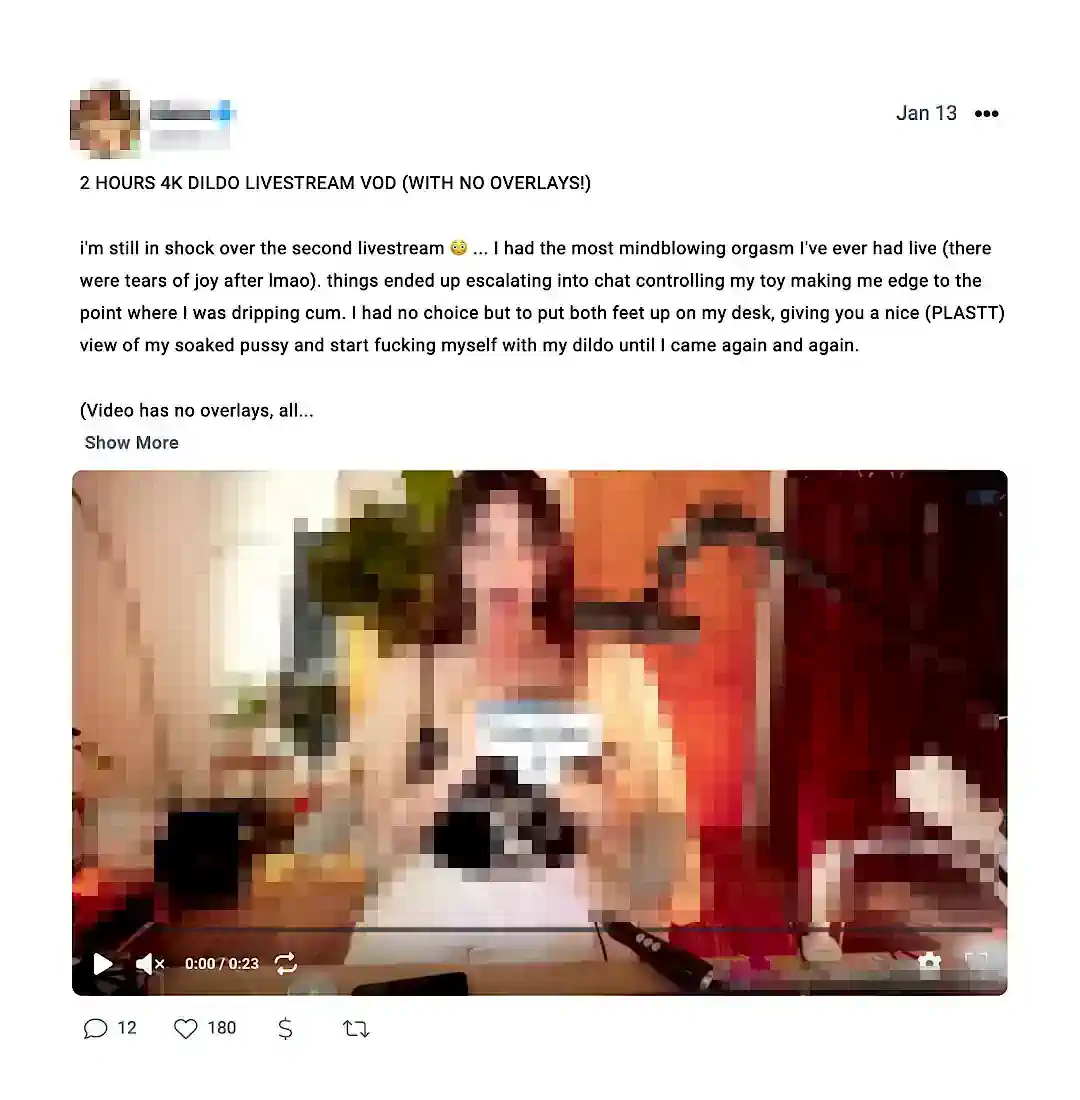 Jan 13 •••
2 HOURS 4K DILDO LIVESTREAM VOD (WITH NO OVERLAYS!)
i'm still in shock over the second livestream 😳 ... I had the most mindblowing orgasm I've ever had live (there
were tears of joy after lmao). things ended up escalating into chat controlling my toy making me edge to the
point where I was dripping cum. I had no choice but to put both feet up on my desk, giving you a nice (PLASTT)
view of my soaked pussy and start fucking myself with my dildo until I came again and again.
(Video has no overlays, all...
Show More
0:00 / 0:23
12 180 $